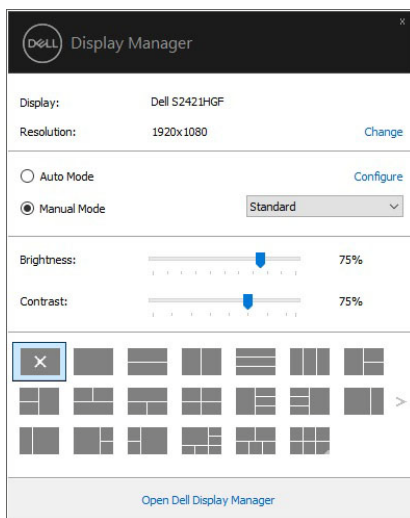 x
DELL Display Manager
Display: Dell S2421HGF
Resolution: 1920x1080 Change
Auto Mode Configure
Manual Mode Standard
Brightness: 75%
Contrast: 75%
Open Dell Display Manager